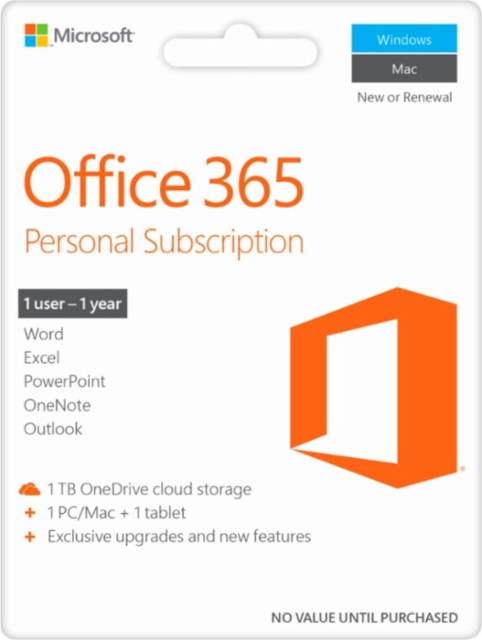 Microsoft
Windows
Mac
New or Renewal
Office 365
Personal Subscription
1 user – 1 year
Word
Excel
PowerPoint
OneNote
Outlook
1 TB OneDrive cloud storage
+ 1 PC/Mac + 1 tablet
+ Exclusive upgrades and new features
NO VALUE UNTIL PURCHASED